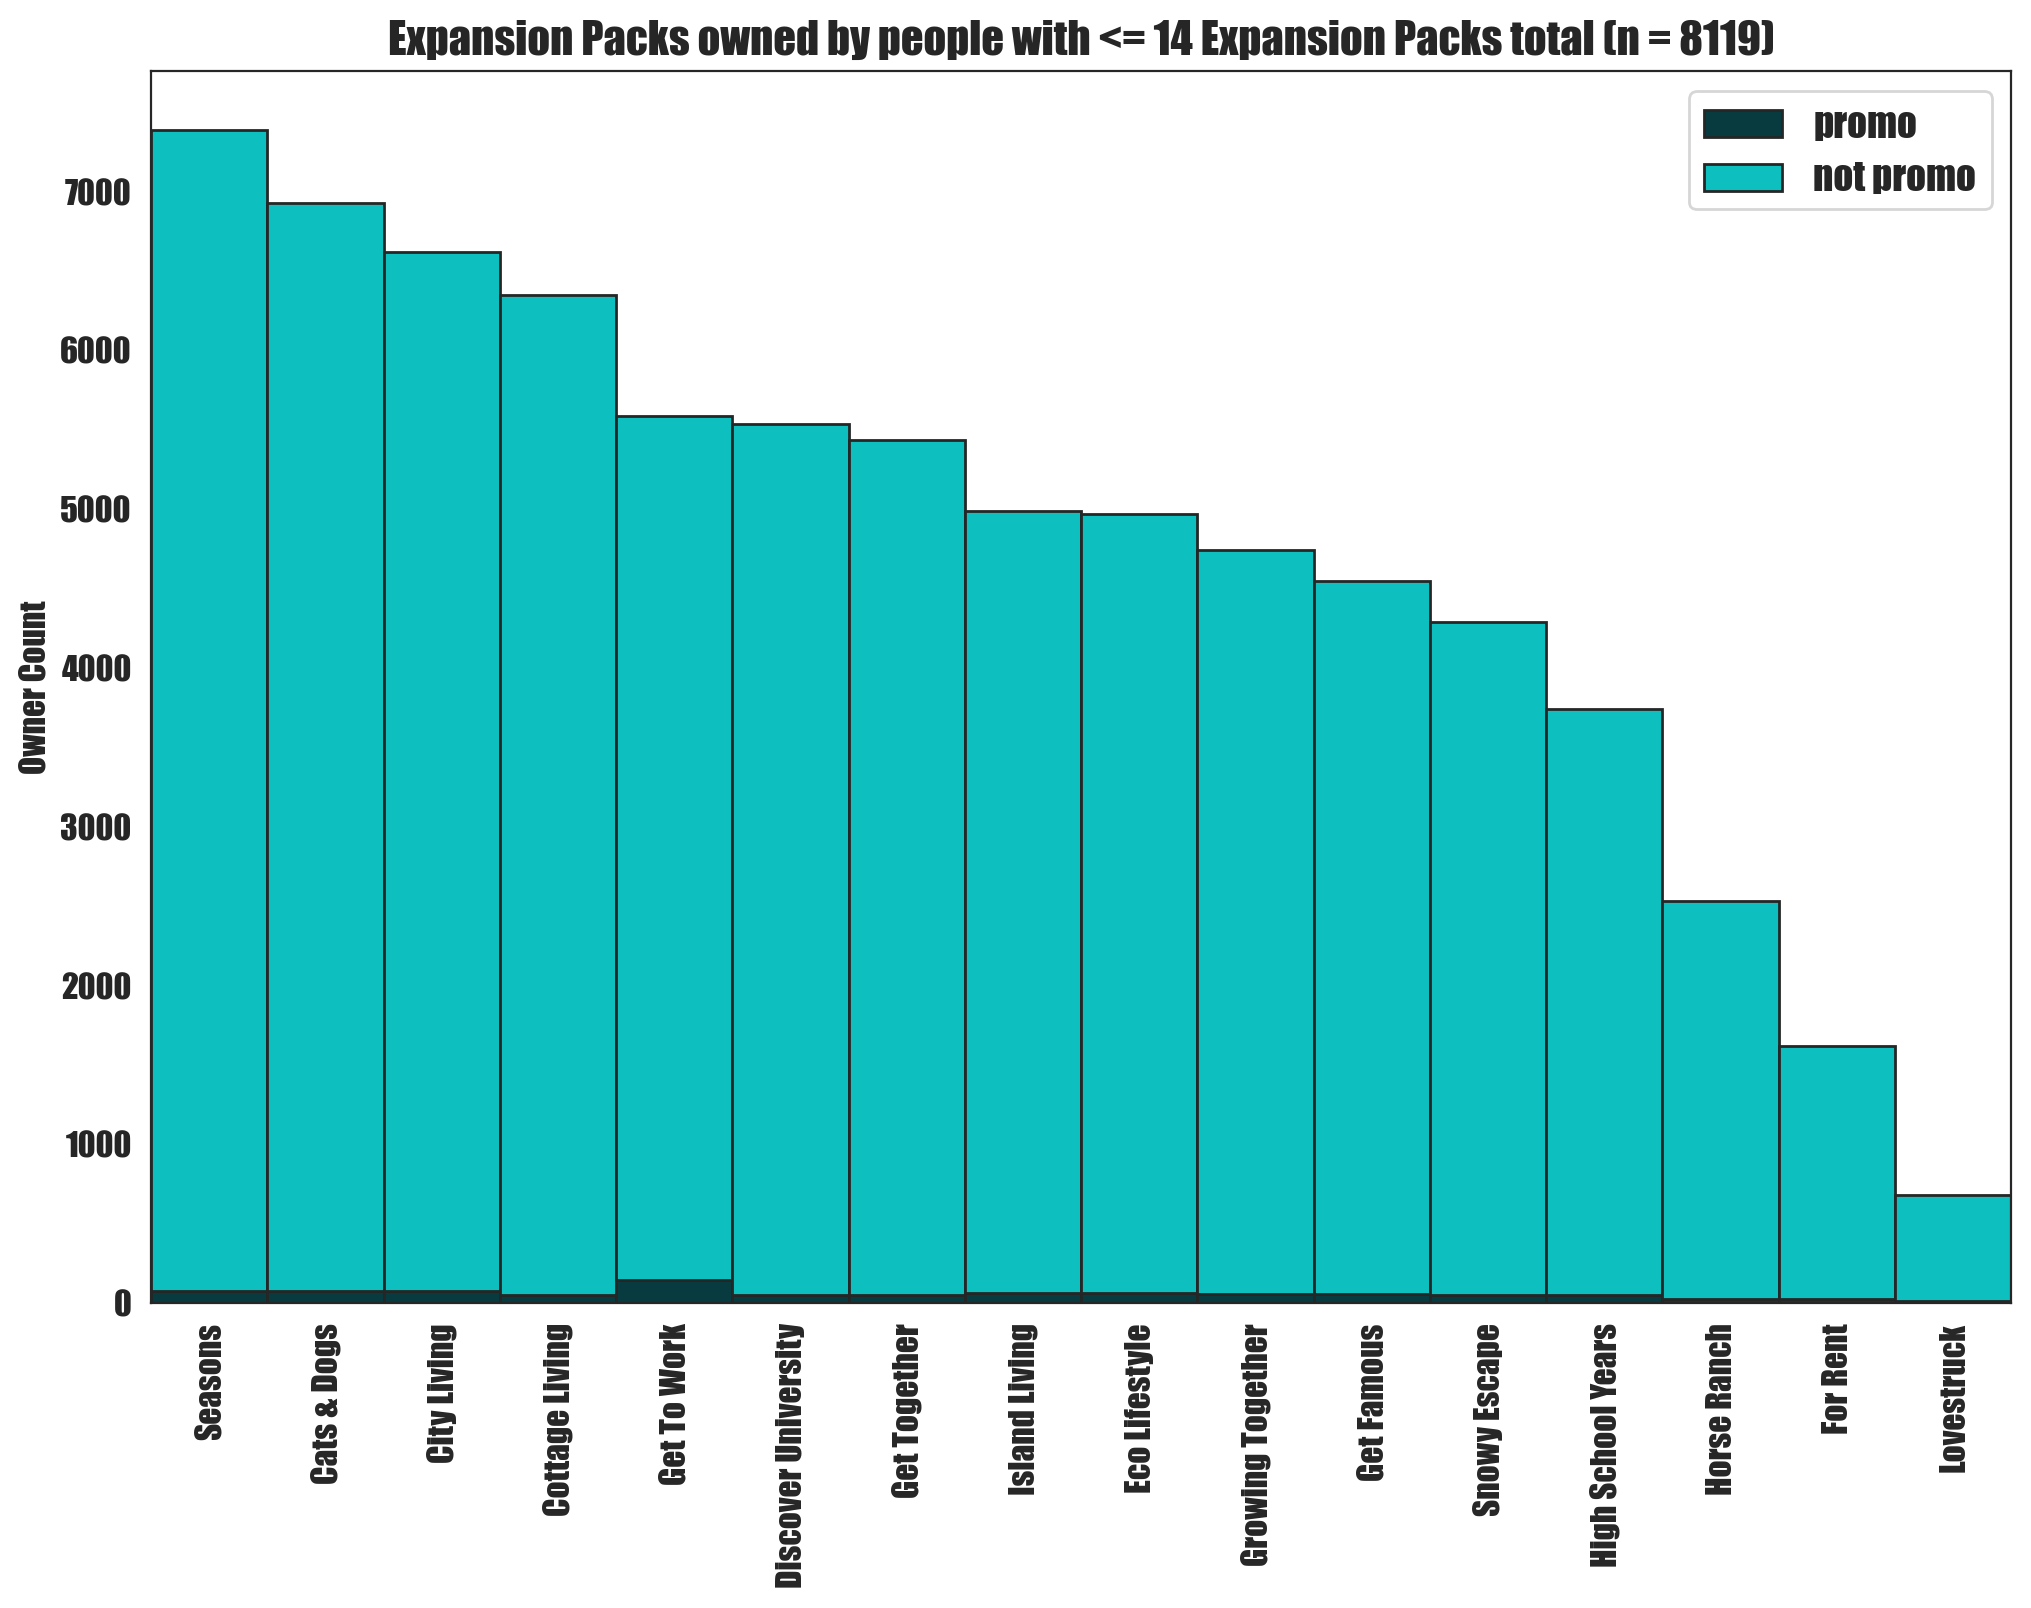 Expansion Packs owned by people with <= 14 Expansion Packs total (n = 8119)
promo
not promo
Owner Count
7000
6000
5000
4000
3000
2000
1000
0
Seasons
Cats & Dogs
City Living
Cottage Living
Get To Work
Discover University
Get Together
Island Living
Eco Lifestyle
Growing Together
Get Famous
Snowy Escape
High School Years
Horse Ranch
For Rent
Lovestruck